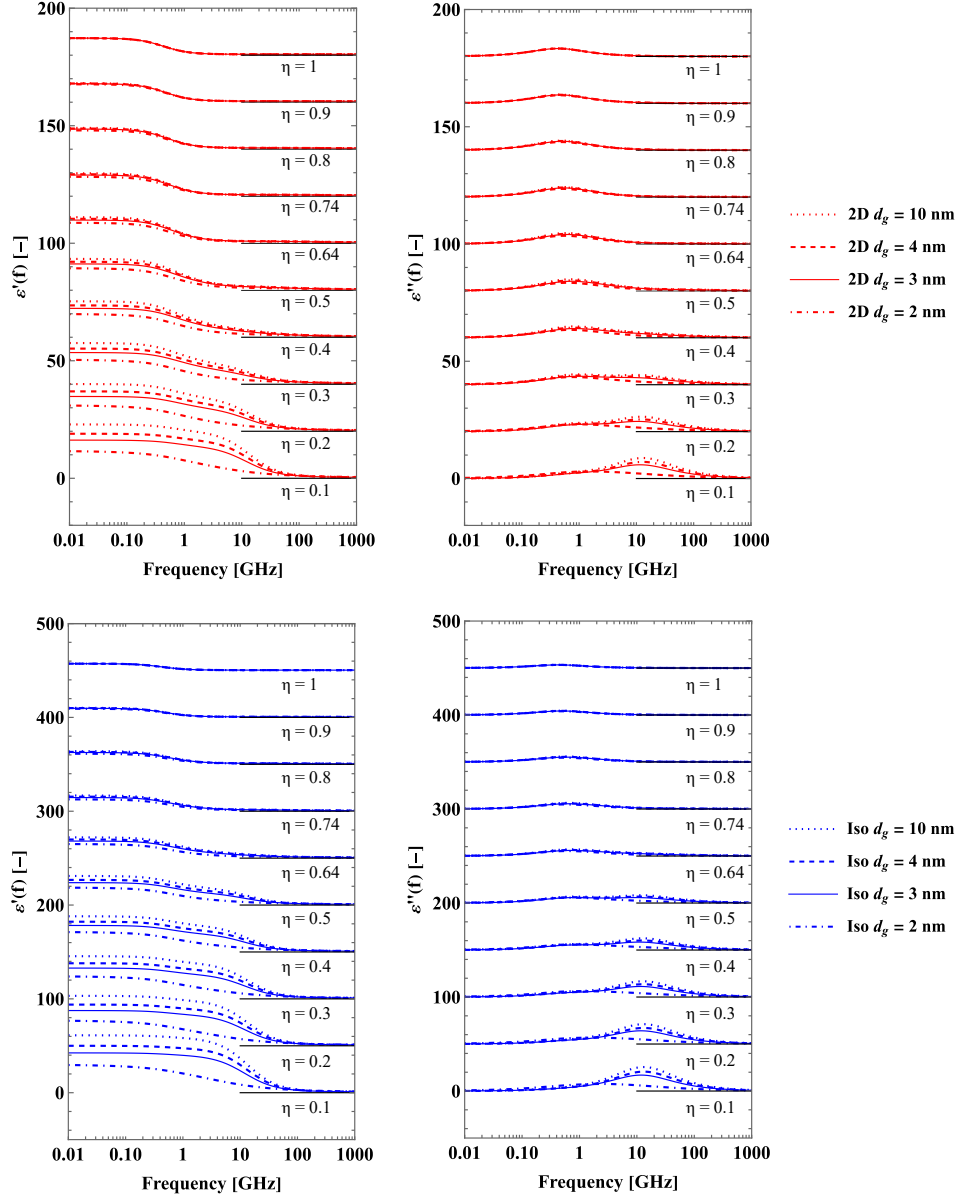 200
150
100
50
0
ε'(f) [–]
η = 1
η = 0.9
η = 0.8
η = 0.74
η = 0.64
η = 0.5
η = 0.4
η = 0.3
η = 0.2
η = 0.1
0.01 0.10 1 10 100 1000
Frequency [GHz]
200
150
100
50
0
ε''(f) [–]
η = 1
η = 0.9
η = 0.8
η = 0.74
η = 0.64
η = 0.5
η = 0.4
η = 0.3
η = 0.2
η = 0.1
0.01 0.10 1 10 100 1000
Frequency [GHz]
2D dg = 10 nm
2D dg = 4 nm
2D dg = 3 nm
2D dg = 2 nm
500
400
300
200
100
0
ε'(f) [–]
η = 1
η = 0.9
η = 0.8
η = 0.74
η = 0.64
η = 0.5
η = 0.4
η = 0.3
η = 0.2
η = 0.1
0.01 0.10 1 10 100 1000
Frequency [GHz]
500
400
300
200
100
0
ε''(f) [–]
η = 1
η = 0.9
η = 0.8
η = 0.74
η = 0.64
η = 0.5
η = 0.4
η = 0.3
η = 0.2
η = 0.1
0.01 0.10 1 10 100 1000
Frequency [GHz]
Iso dg = 10 nm
Iso dg = 4 nm
Iso dg = 3 nm
Iso dg = 2 nm